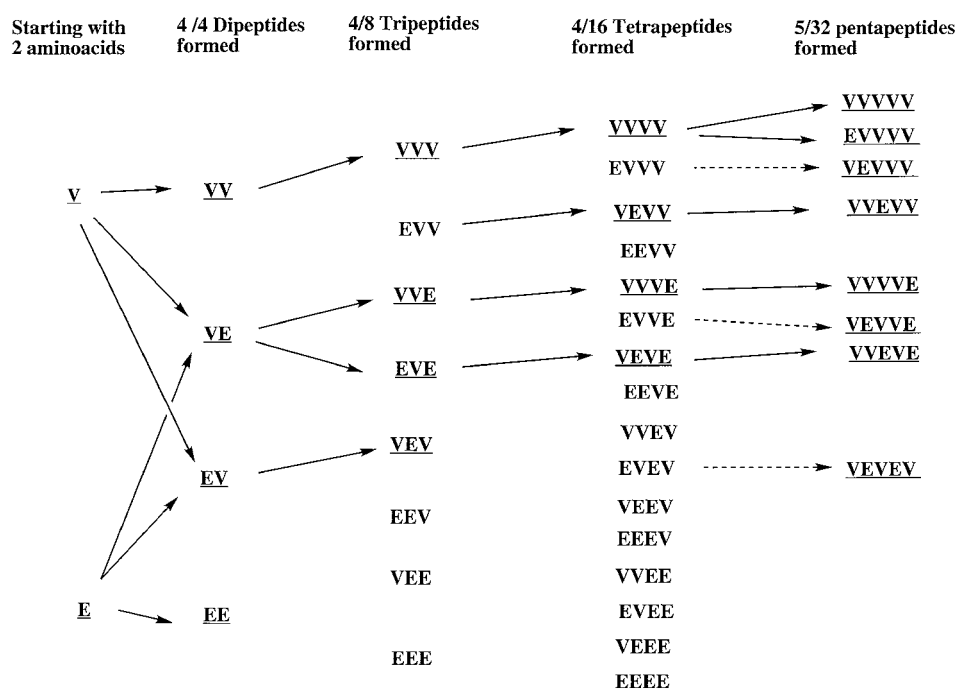 Starting with
2 aminoacids
4 /4 Dipeptides
formed
4/8 Tripeptides
formed
4/16 Tetrapeptides
formed
5/32 pentapeptides
formed
V
E
VV
VE
EV
EE
VVV
EVV
VVE
EVE
VEV
EEV
VEE
EEE
VVVV
EVVV
VEVV
EEVV
VVVE
EVVE
VEVE
EEVE
VVEV
EVEV
VEEV
EEEV
VVEE
EVEE
VEEE
EEEE
VVVVV
EVVVV
VEVVV
VVEVV
VVVVE
VEVVE
VVEVE
VEVEV